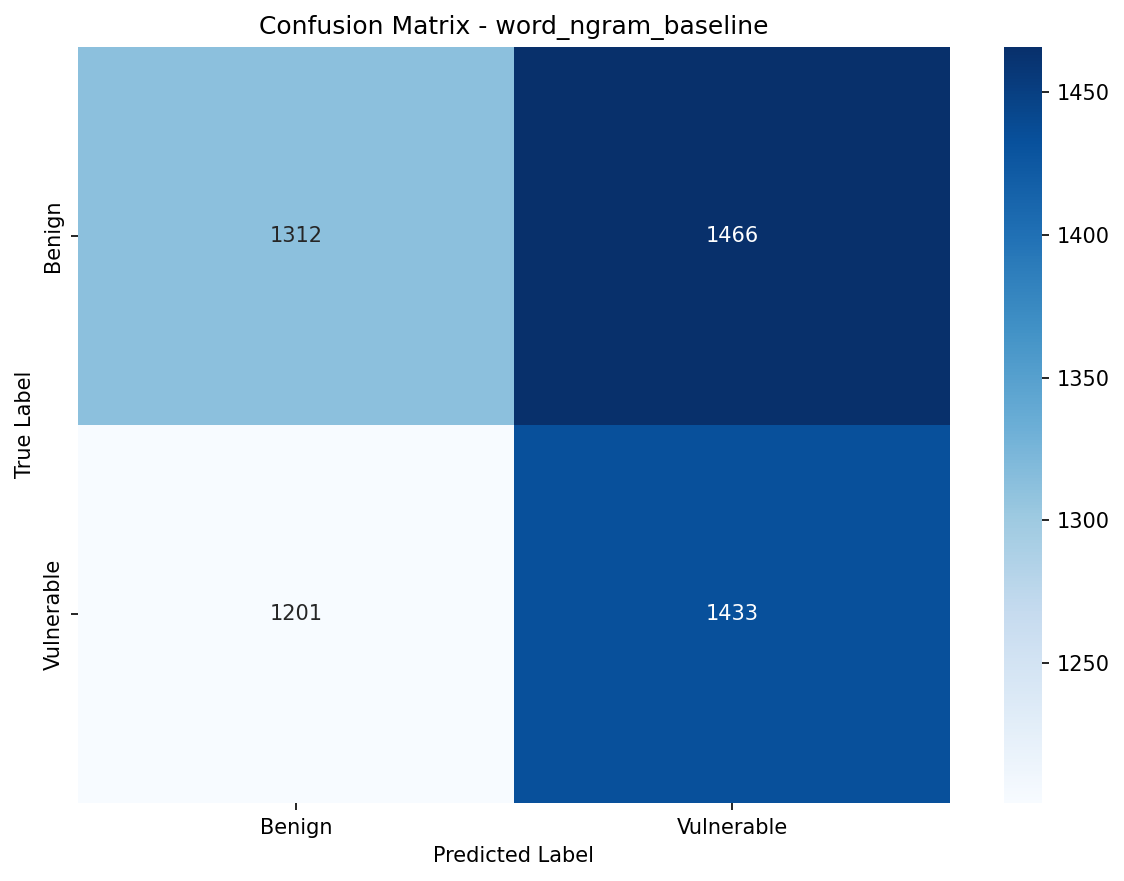 Confusion Matrix - word_ngram_baseline
True Label
Benign
1312
1466
Vulnerable
1201
1433
Benign
Vulnerable
Predicted Label
1450
1400
1350
1300
1250